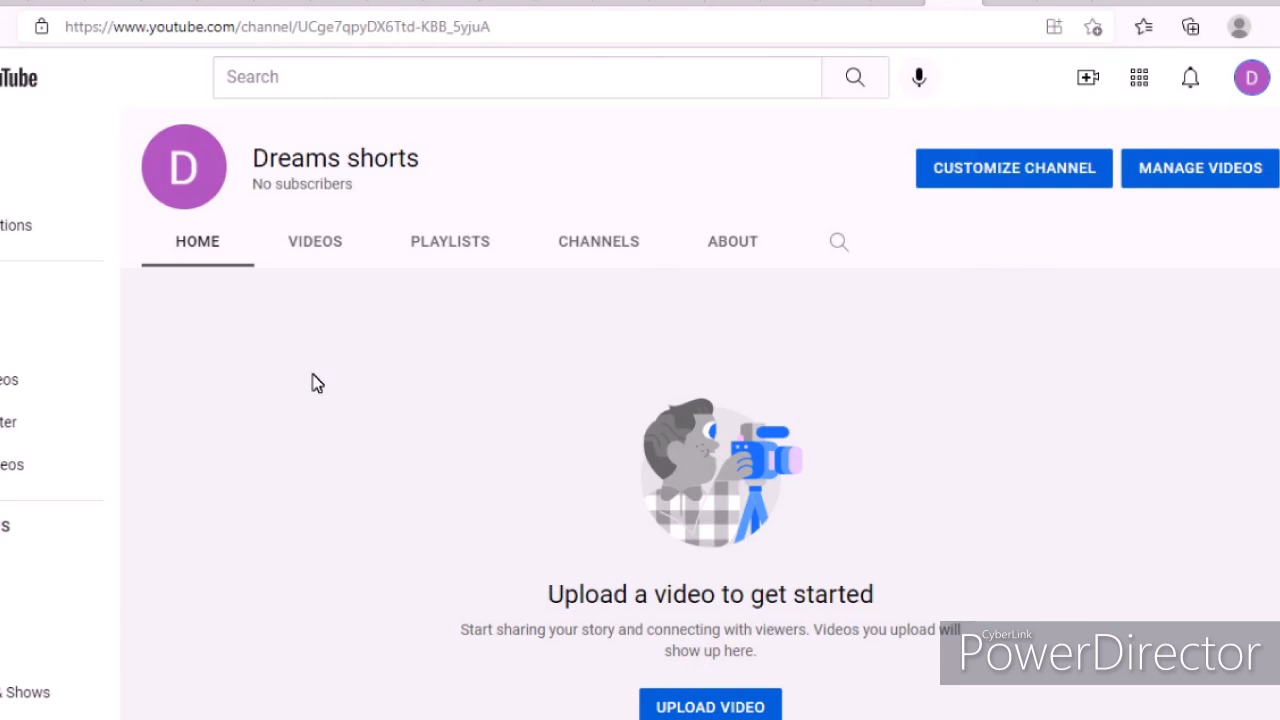 https://www.youtube.com/channel/UCge7qpyDX6Ttd-KBB_5yjuA
uTube
Search
D
D
Dreams shorts
No subscribers
CUSTOMIZE CHANNEL
MANAGE VIDEOS
tions
HOME
VIDEOS
PLAYLISTS
CHANNELS
ABOUT
eos
ter
eos
s
Upload a video to get started
Start sharing your story and connecting with viewers. Videos you upload will
show up here.
CyberLink
PowerDirector
& Shows
UPLOAD VIDEO